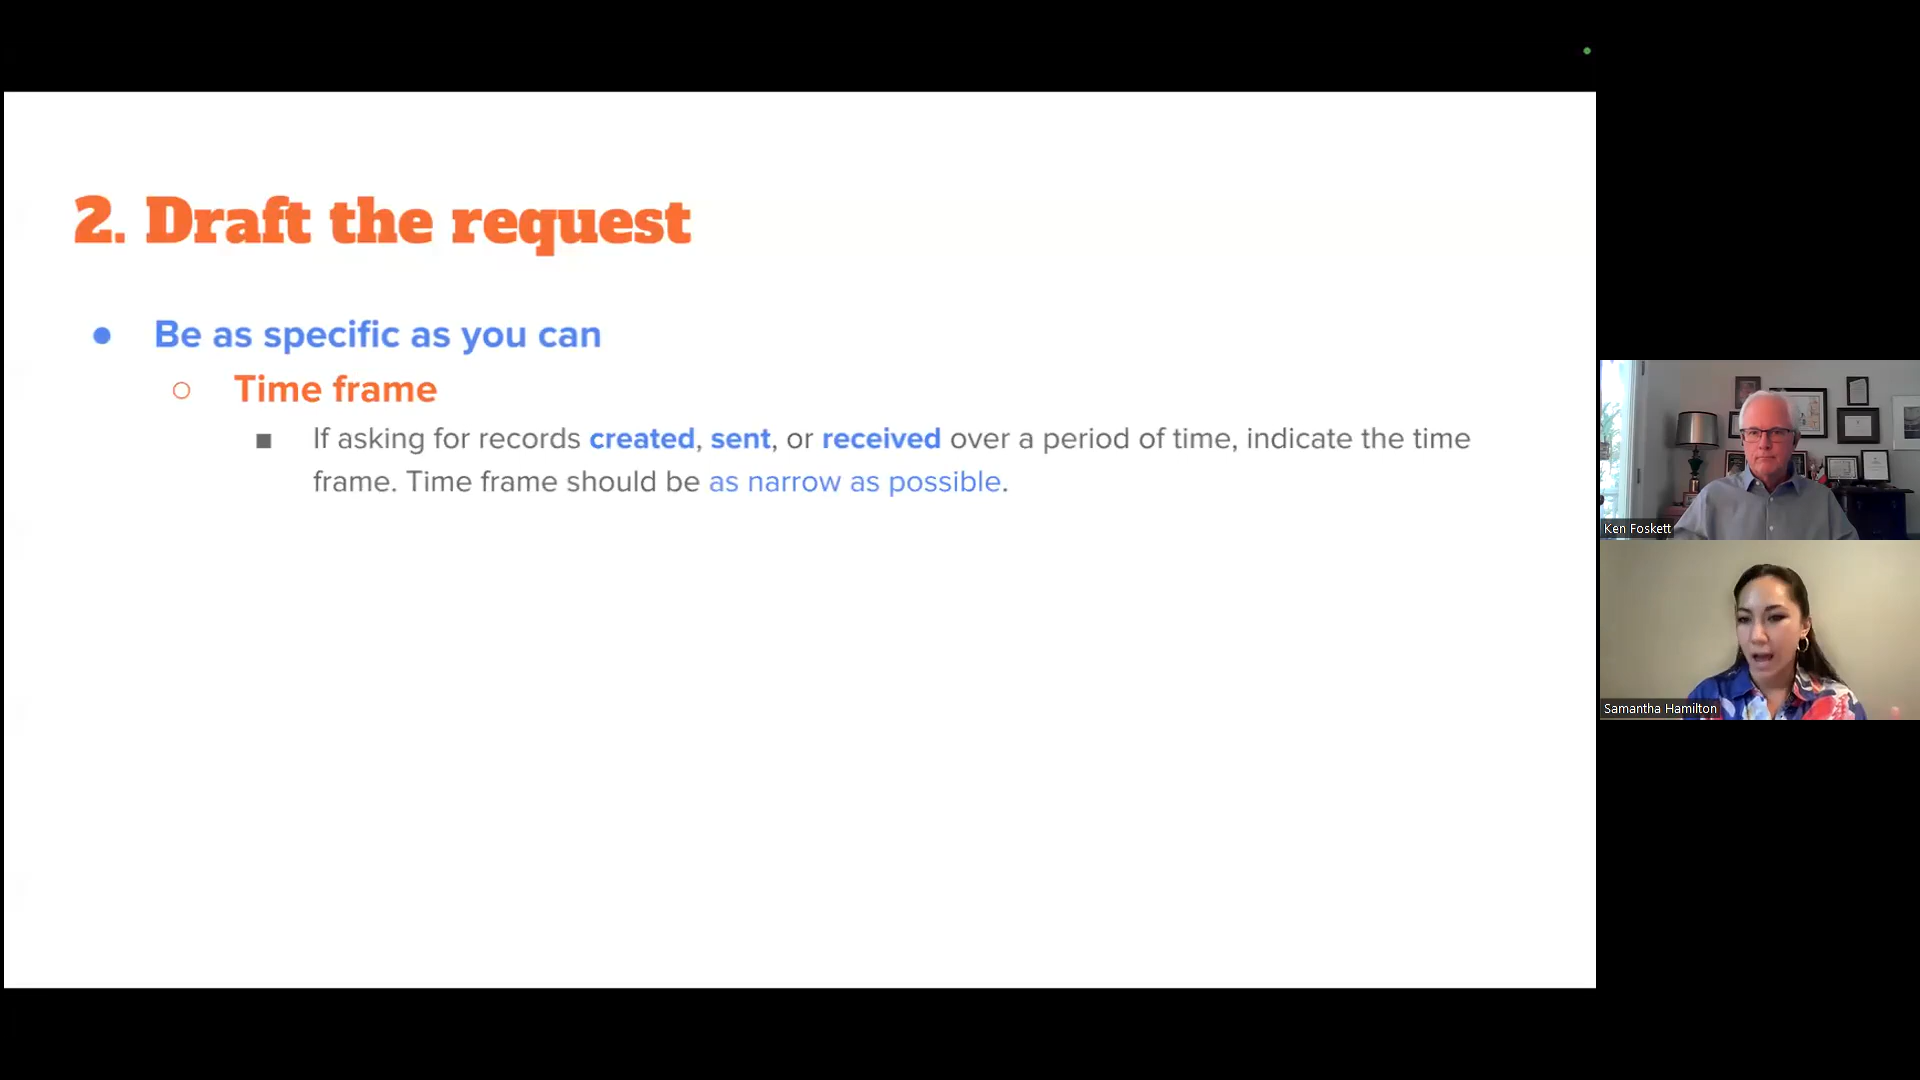 2. Draft the request
● Be as specific as you can
○ Time frame
■ If asking for records created, sent, or received over a period of time, indicate the time
frame. Time frame should be as narrow as possible.
Ken Foskett
Samantha Hamilton